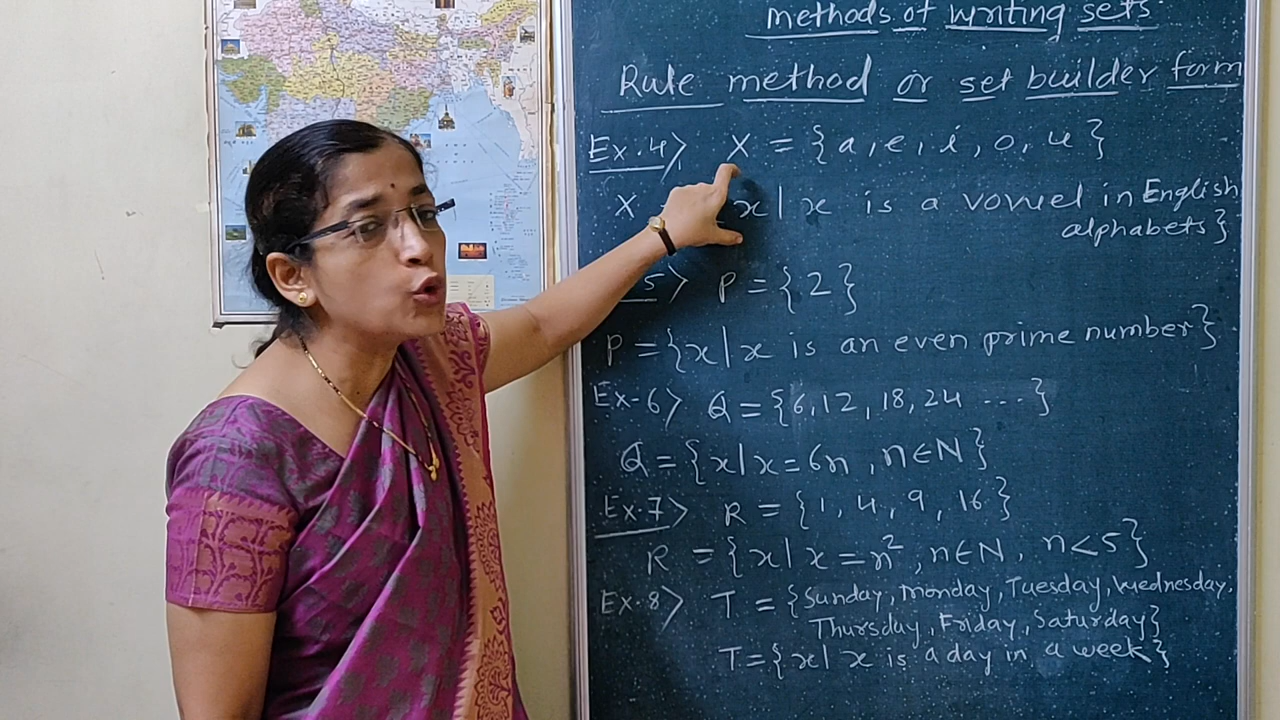 methods of writing sets
Rule method or set builder form
Ex.4> X = {a, e, i, o, u}
X x | x is a vowel in English
alphabets}
5> P = {2}
P = {x | x is an even prime number}
Ex-6> Q = {6, 12, 18, 24 ---}
Q = {x | x = 6n, n ∈ N}
Ex.7> R = {1, 4, 9, 16}
R = {x | x = n², n ∈ N, n < 5}
Ex.8> T = {Sunday, Monday, Tuesday, Wednesday,
Thursday, Friday, Saturday}
T = {x | x is a day in a week}